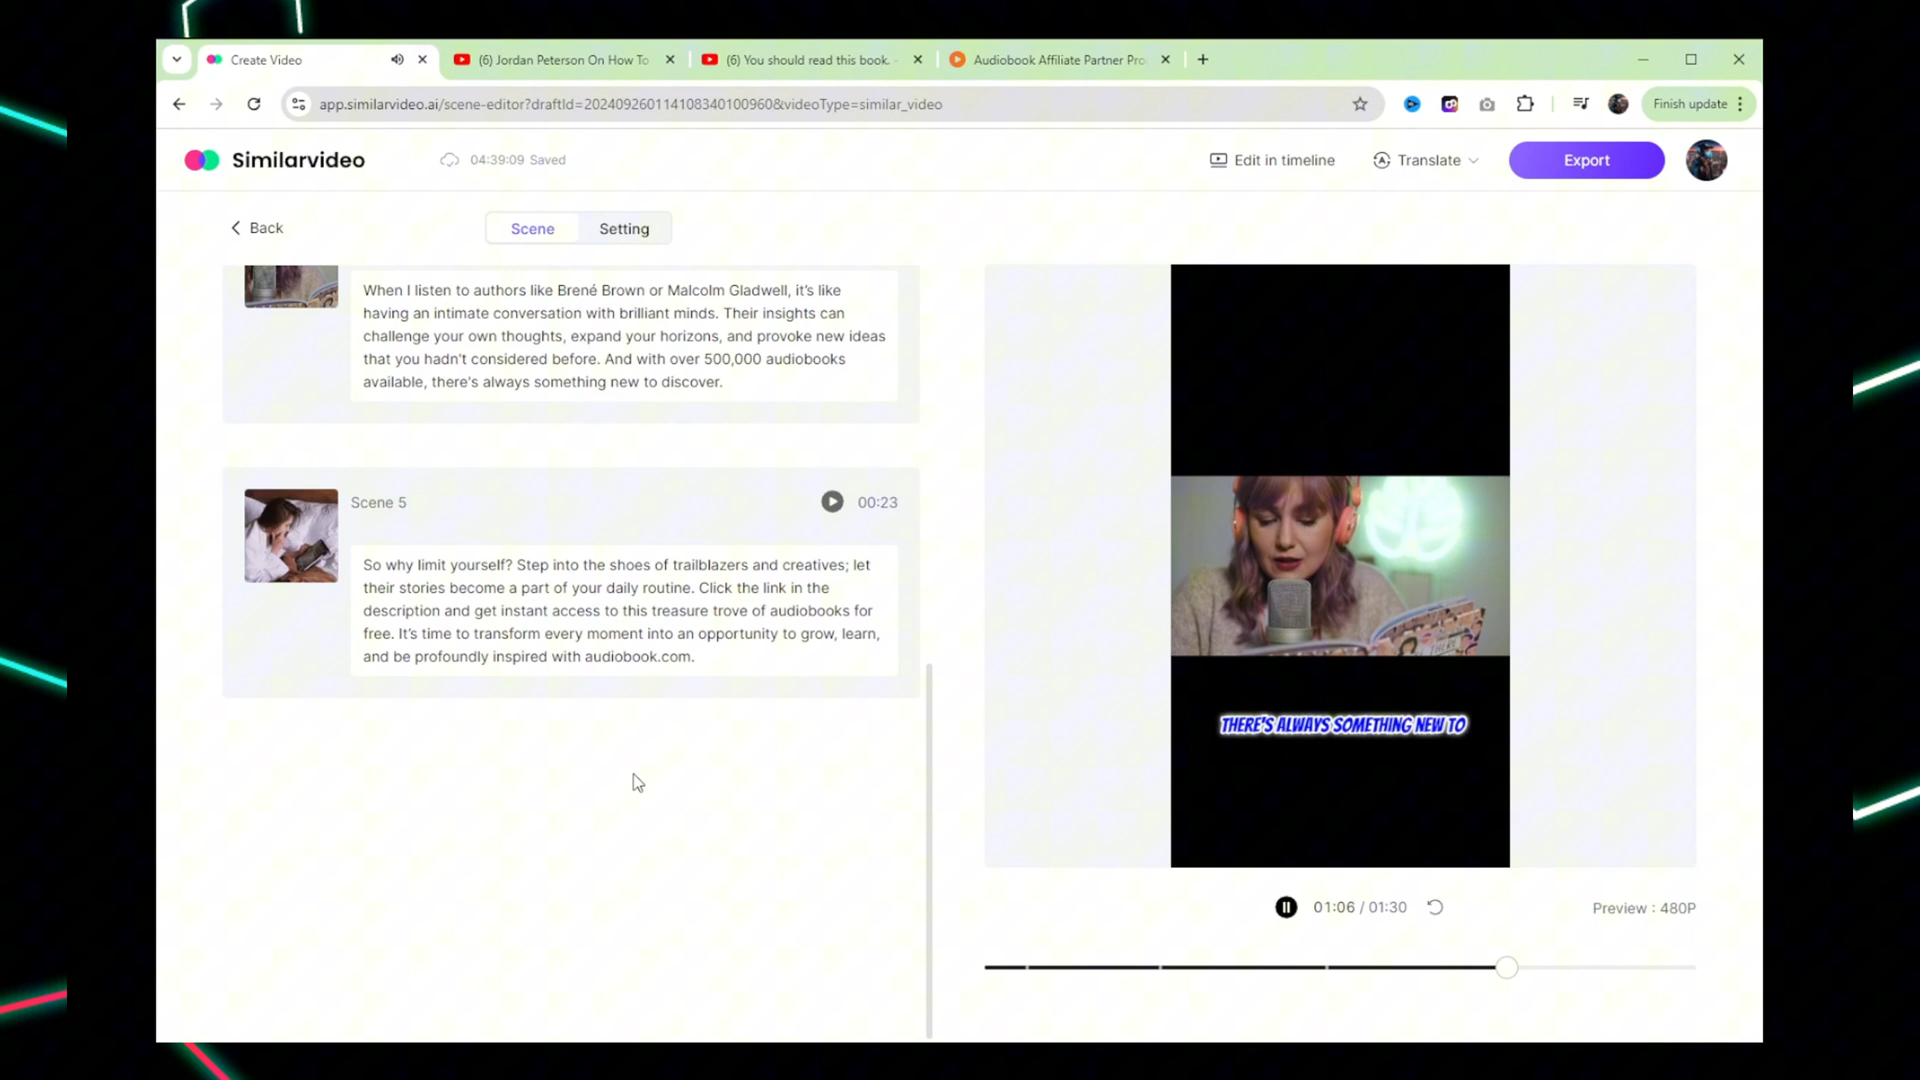 Create Video
(6) Jordan Peterson On How To
(6) You should read this book. -
Audiobook Affiliate Partner Pro
app.similarvideo.ai/scene-editor?draftId=20240926011410834010096­0&videoType=similar_video
Finish update
Similarvideo
04:39:09 Saved
Edit in timeline
Translate
Export
Back
Scene
Setting
When I listen to authors like Brené Brown or Malcolm Gladwell, it's like
having an intimate conversation with brilliant minds. Their insights can
challenge your own thoughts, expand your horizons, and provoke new ideas
that you hadn't considered before. And with over 500,000 audiobooks
available, there's always something new to discover.
Scene 5
00:23
So why limit yourself? Step into the shoes of trailblazers and creatives; let
their stories become a part of your daily routine. Click the link in the
description and get instant access to this treasure trove of audiobooks for
free. It's time to transform every moment into an opportunity to grow, learn,
and be profoundly inspired with audiobook.com.
THERE'S ALWAYS SOMETHING NEW TO
01:06 / 01:30
Preview : 480P